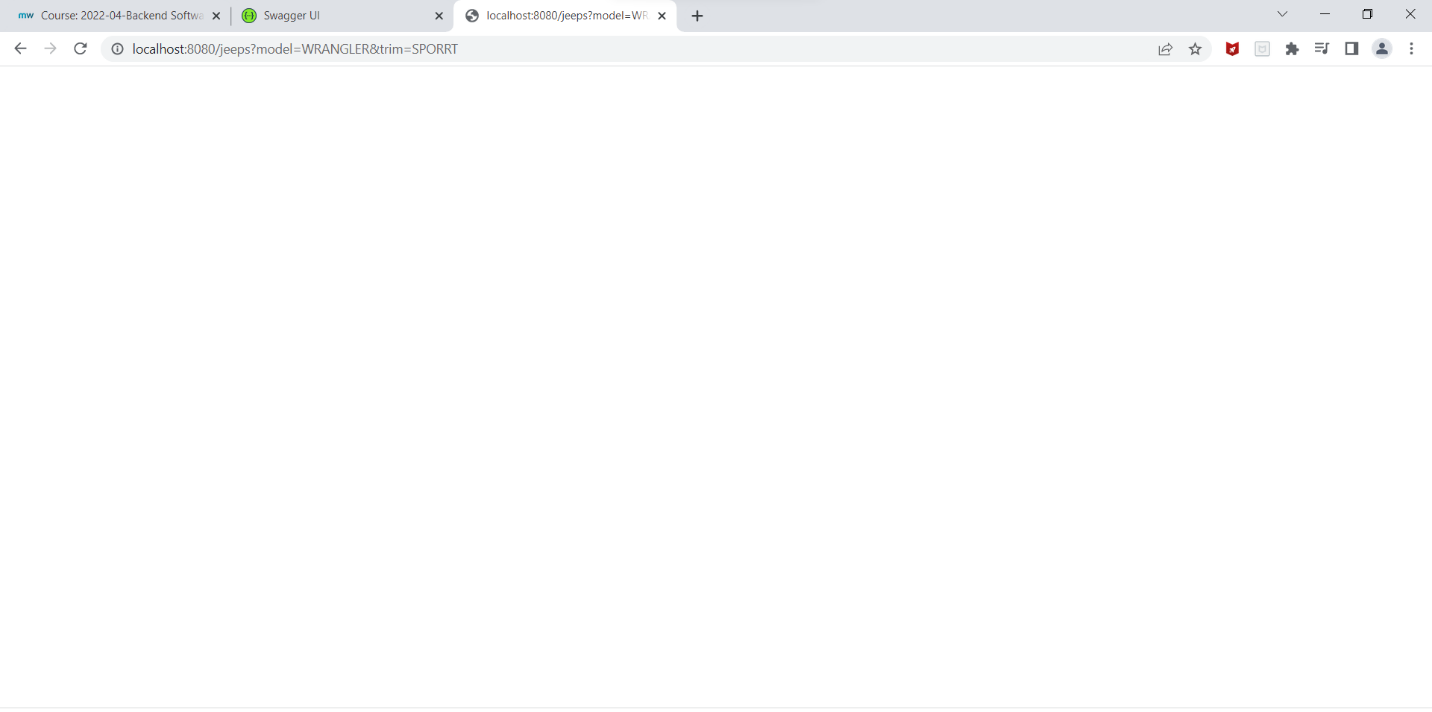 mw Course: 2022-04-Backend Softwa
Swagger UI
localhost:8080/jeeps?model=WR
localhost:8080/jeeps?model=WRANGLER&trim=SPORRT